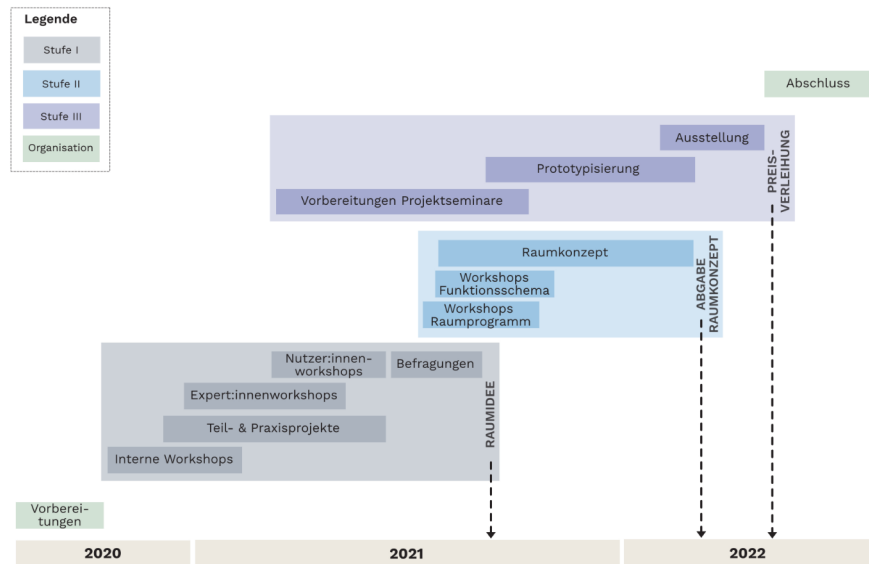 Legende
Stufe I
Stufe II
Stufe III
Organisation
Abschluss
Ausstellung
Prototypisierung
Vorbereitungen Projektseminare
PREIS-
VERLEIHUNG
Raumkonzept
Workshops
Funktionsschema
Workshops
Raumprogramm
ABGABE
RAUMKONZEPT
Nutzer:innen-
workshops
Befragungen
Expert:innenworkshops
Teil- & Praxisprojekte
Interne Workshops
RAUMIDEE
Vorberei-
tungen
2020
2021
2022